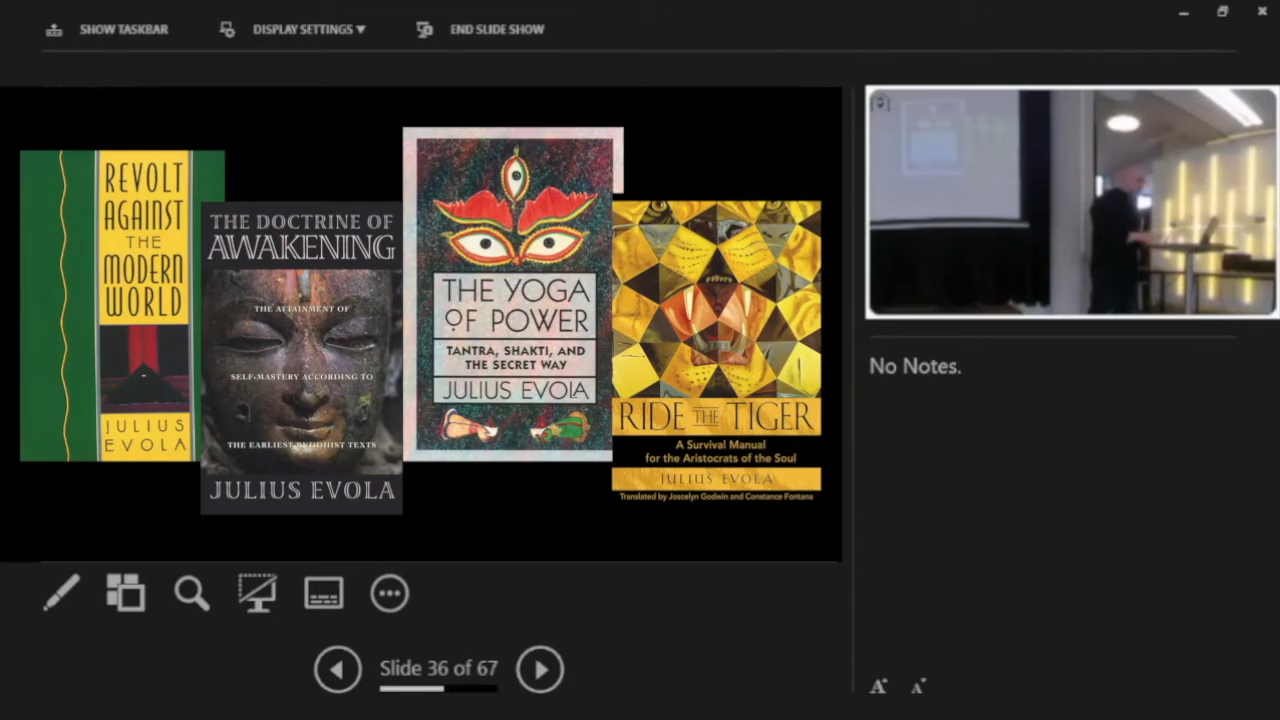 SHOW TASKBAR
DISPLAY SETTINGS ▼
END SLIDE SHOW
REVOLT
AGAINST
THE
MODERN
WORLD
JULIUS
EVOLA
THE DOCTRINE OF
AWAKENING
THE ATTAINMENT OF
SELF-MASTERY ACCORDING TO
THE EARLIEST BUDDHIST TEXTS
JULIUS EVOLA
THE YOGA
OF POWER
TANTRA, SHAKTI, AND
THE SECRET WAY
JULIUS EVOLA
RIDE THE TIGER
A Survival Manual
for the Aristocrats of the Soul
JULIUS EVOLA
Translated by Joscelyn Godwin and Constance Fontana
No Notes.
Slide 36 of 67
A A